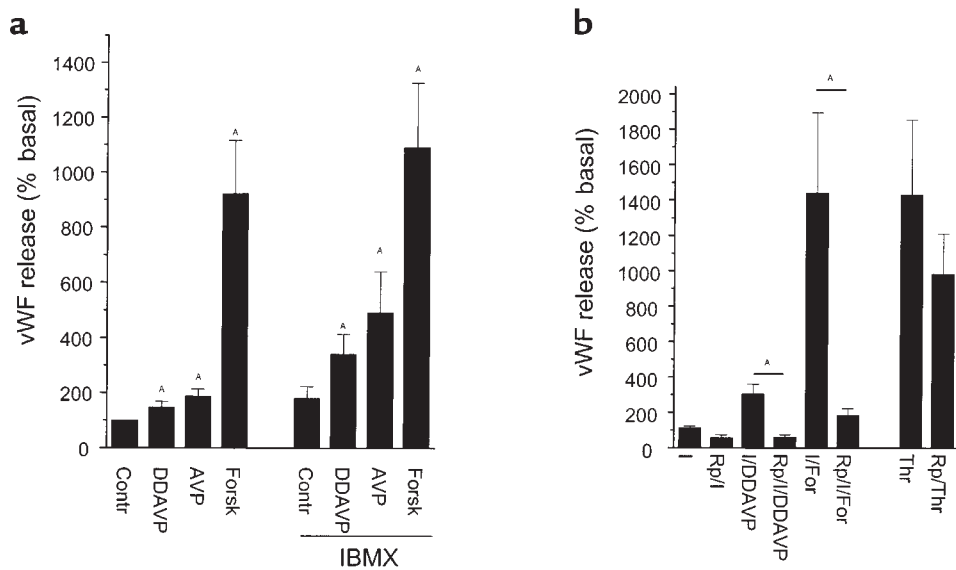 a
vWF release (% basal)
1400
1200
1000
800
600
400
200
0
A
A
A
A
A
A
Contr
DDAVP
AVP
Forsk
Contr
DDAVP
AVP
Forsk
IBMX
b
vWF release (% basal)
2000
1800
1600
1400
1200
1000
800
600
400
200
0
A
A
I
Rp/I
I/DDAVP
Rp/I/DDAVP
I/For
Rp/I/For
Thr
Rp/Thr